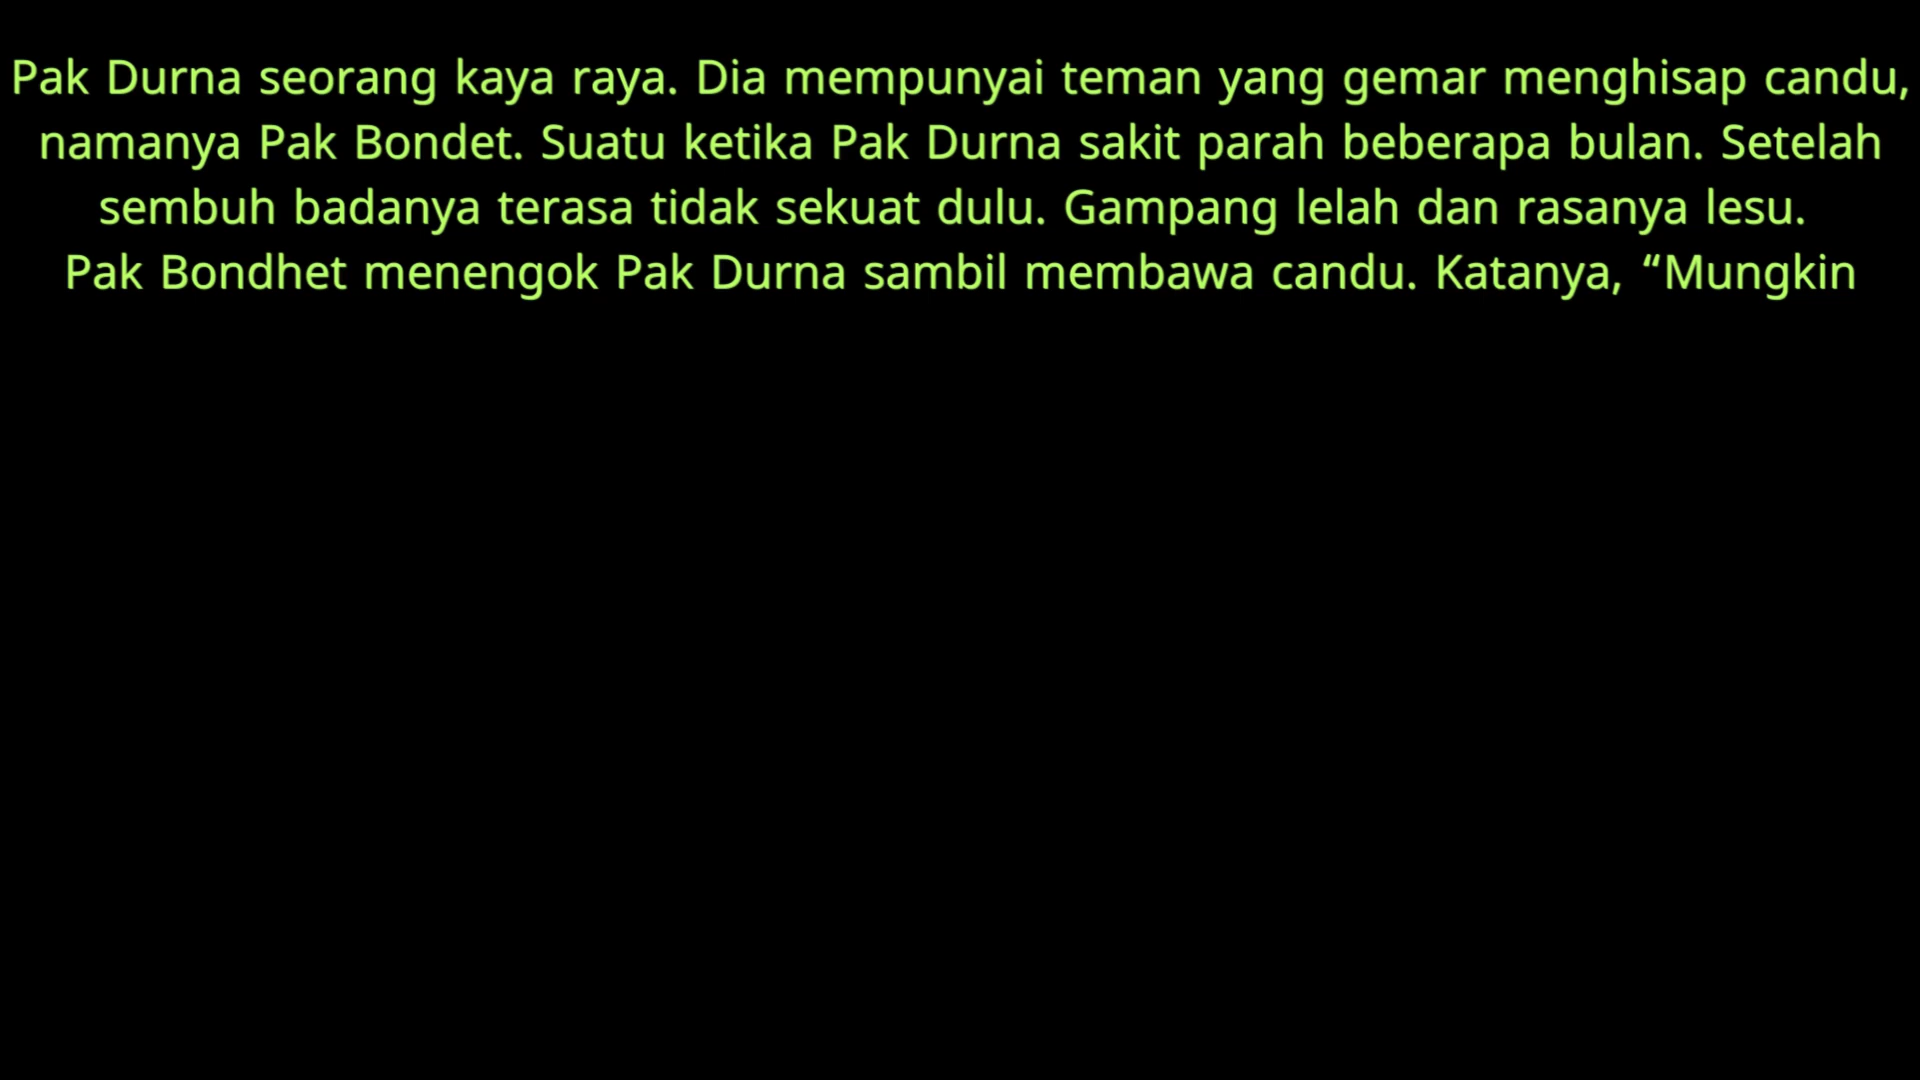 Pak Durna seorang kaya raya. Dia mempunyai teman yang gemar menghisap candu,
namanya Pak Bondet. Suatu ketika Pak Durna sakit parah beberapa bulan. Setelah
sembuh badanya terasa tidak sekuat dulu. Gampang lelah dan rasanya lesu.
Pak Bondhet menengok Pak Durna sambil membawa candu. Katanya, “Mungkin